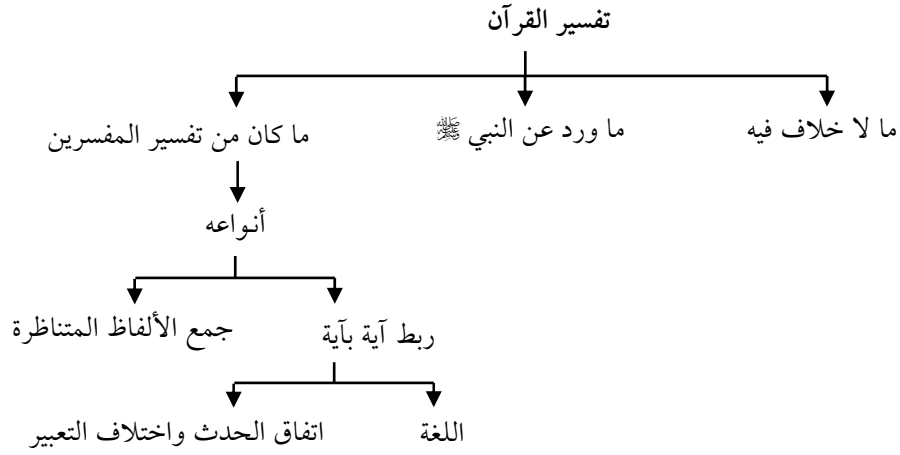 تفسير القرآن
ما لا خلاف فيه
ما ورد عن النبي ﷺ
ما كان من تفسير المفسرين
أنواعه
ربط آية بآية
جمع الألفاظ المتناظرة
اللغة
اتفاق الحدث واختلاف التعبير